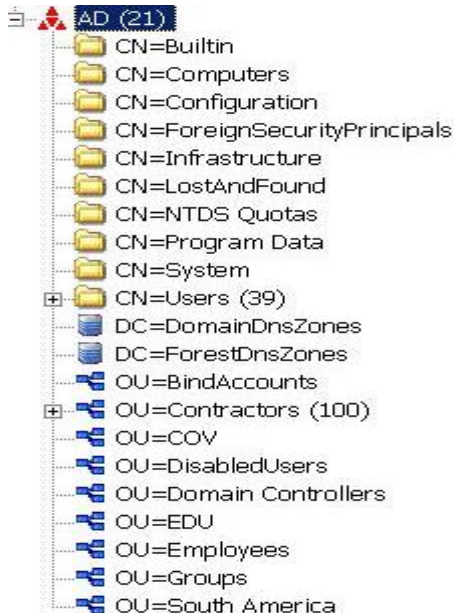 AD (21)
CN=Builtin
CN=Computers
CN=Configuration
CN=ForeignSecurityPrincipals
CN=Infrastructure
CN=LostAndFound
CN=NTDS Quotas
CN=Program Data
CN=System
CN=Users (39)
DC=DomainDnsZones
DC=ForestDnsZones
OU=BindAccounts
OU=Contractors (100)
OU=COV
OU=DisabledUsers
OU=Domain Controllers
OU=EDU
OU=Employees
OU=Groups
OU=South America